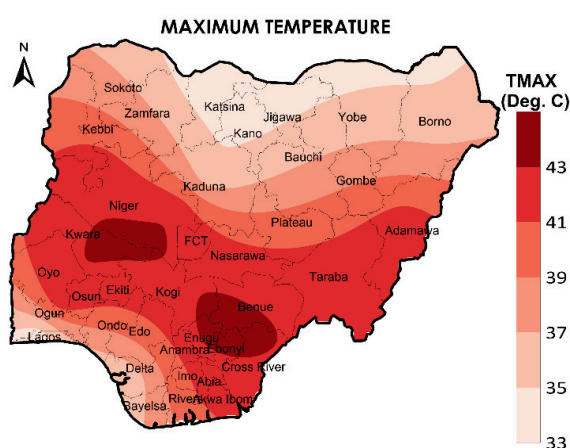 MAXIMUM TEMPERATURE
N
TMAX
(Deg. C)
Sokoto
Katsina
Zamfara
Jigawa
Yobe
Borno
Kano
Kebbi
Bauchi
Gombe
Kaduna
Niger
Plateau
Adamawa
Kwara
FCT
Nasarawa
Oyo
Taraba
Osun
Ekiti
Kogi
Benue
Ogun
Ondo
Edo
Lagos
Enugu
Anambra
Ebonyi
Delta
Cross River
Imo
Abia
Bayelsa
Rivers
Akwa Ibom
43
41
39
37
35
33